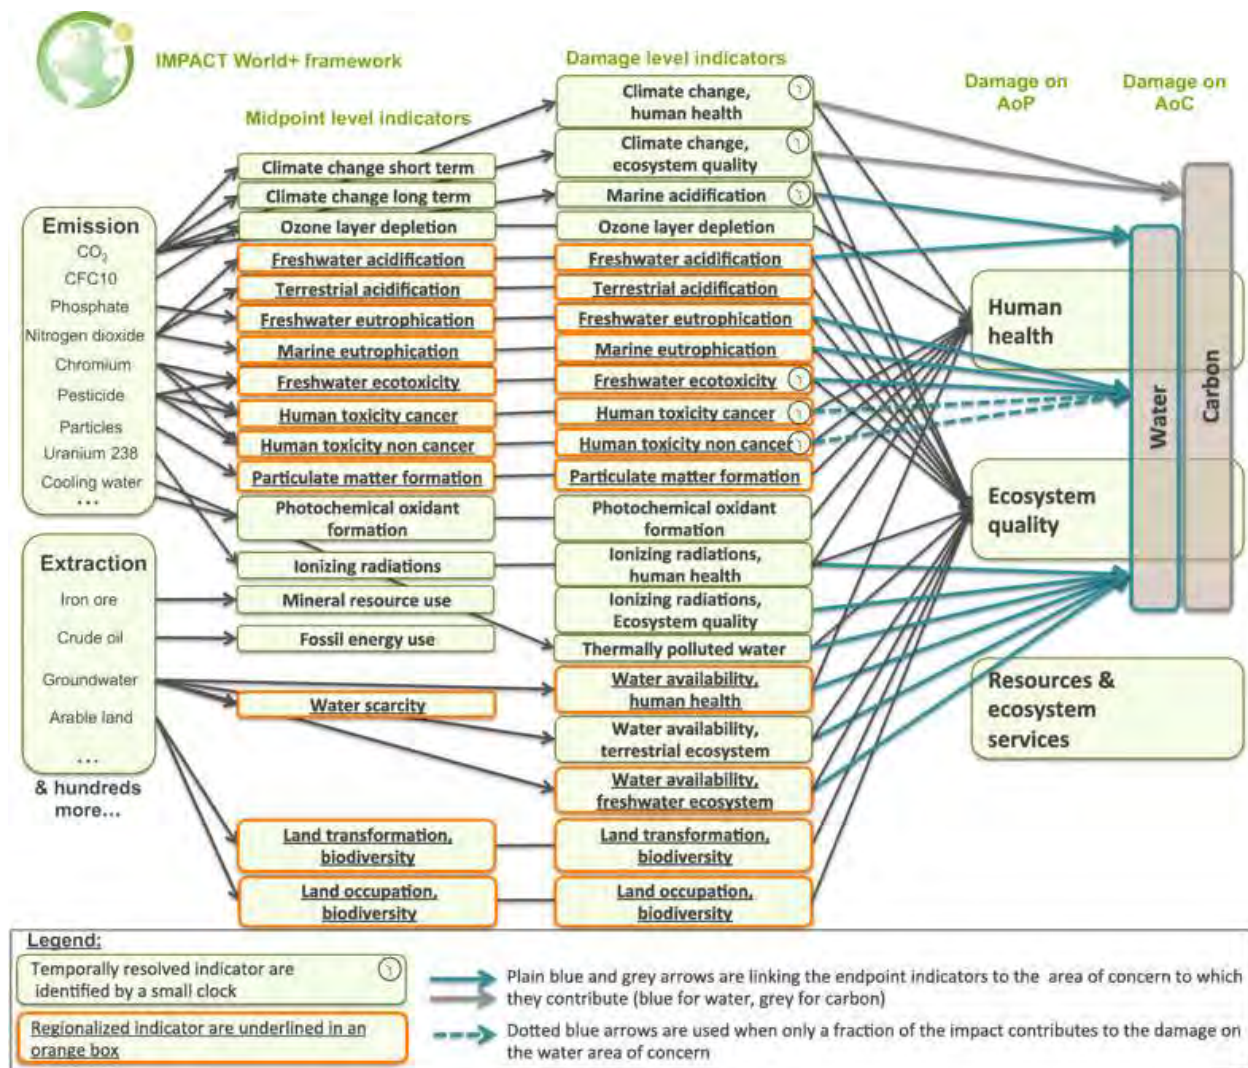 IMPACT World+ framework
Midpoint level indicators
Damage level indicators
Damage on
AoP
Damage on
AoC
Emission
CO2
CFC10
Phosphate
Nitrogen dioxide
Chromium
Pesticide
Particles
Uranium 238
Cooling water
...
Extraction
Iron ore
Crude oil
Groundwater
Arable land
...
& hundreds
more...
Climate change short term
Climate change long term
Ozone layer depletion
Freshwater acidification
Terrestrial acidification
Freshwater eutrophication
Marine eutrophication
Freshwater ecotoxicity
Human toxicity cancer
Human toxicity non cancer
Particulate matter formation
Photochemical oxidant
formation
Ionizing radiations
Mineral resource use
Fossil energy use
Water scarcity
Land transformation,
biodiversity
Land occupation,
biodiversity
Climate change,
human health
Climate change,
ecosystem quality
Marine acidification
Ozone layer depletion
Freshwater acidification
Terrestrial acidification
Freshwater eutrophication
Marine eutrophication
Freshwater ecotoxicity
Human toxicity cancer
Human toxicity non cancer
Particulate matter formation
Photochemical oxidant
formation
Ionizing radiations,
human health
Ionizing radiations,
Ecosystem quality
Thermally polluted water
Water availability,
human health
Water availability,
terrestrial ecosystem
Water availability,
freshwater ecosystem
Land transformation,
biodiversity
Land occupation,
biodiversity
Human
health
Ecosystem
quality
Resources &
ecosystem
services
Water
Carbon
Legend:
Temporally resolved indicator are
identified by a small clock
Regionalized indicator are underlined in an
orange box
Plain blue and grey arrows are linking the endpoint indicators to the area of concern to which
they contribute (blue for water, grey for carbon)
Dotted blue arrows are used when only a fraction of the impact contributes to the damage on
the water area of concern